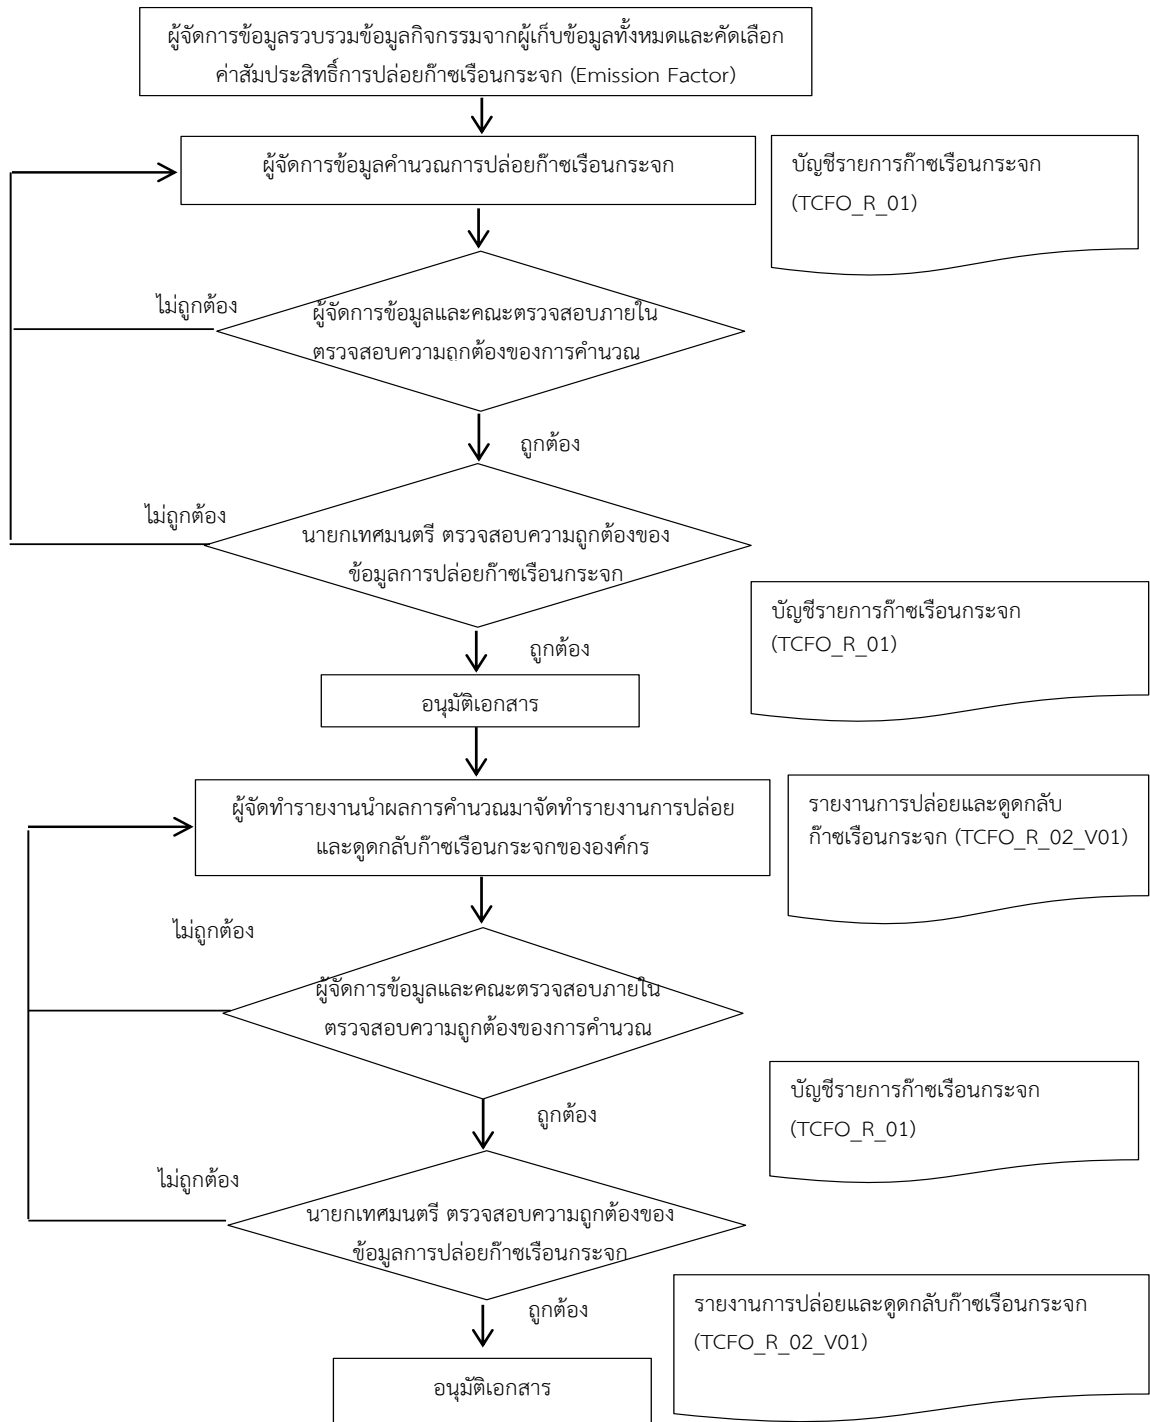 ผู้จัดการข้อมูลรวบรวมข้อมูลกิจกรรมจากผู้เก็บข้อมูลทั้งหมดและคัดเลือก
ค่าสัมประสิทธิ์การปล่อยก๊าซเรือนกระจก (Emission Factor)
ผู้จัดการข้อมูลคำนวณการปล่อยก๊าซเรือนกระจก
บัญชีรายการก๊าซเรือนกระจก
(TCFO_R_01)
ไม่ถูกต้อง
ผู้จัดการข้อมูลและคณะตรวจสอบภายใน
ตรวจสอบความถูกต้องของการคำนวณ
ถูกต้อง
ไม่ถูกต้อง
นายกเทศมนตรี ตรวจสอบความถูกต้องของ
ข้อมูลการปล่อยก๊าซเรือนกระจก
บัญชีรายการก๊าซเรือนกระจก
(TCFO_R_01)
ถูกต้อง
อนุมัติเอกสาร
ผู้จัดทำรายงานนำผลการคำนวณมาจัดทำรายงานการปล่อย
และดูดกลับก๊าซเรือนกระจกขององค์กร
รายงานการปล่อยและดูดกลับ
ก๊าซเรือนกระจก (TCFO_R_02_V01)
ไม่ถูกต้อง
ผู้จัดการข้อมูลและคณะตรวจสอบภายใน
ตรวจสอบความถูกต้องของการคำนวณ
บัญชีรายการก๊าซเรือนกระจก
(TCFO_R_01)
ถูกต้อง
ไม่ถูกต้อง
นายกเทศมนตรี ตรวจสอบความถูกต้องของ
ข้อมูลการปล่อยก๊าซเรือนกระจก
รายงานการปล่อยและดูดกลับก๊าซเรือนกระจก
(TCFO_R_02_V01)
ถูกต้อง
อนุมัติเอกสาร